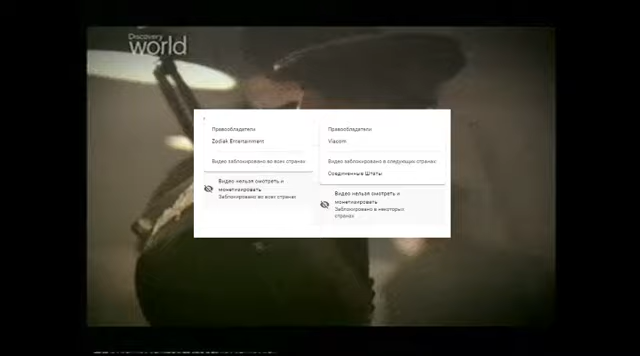 Discovery
world
Правообладатели
Zodiak Entertainment
Видео заблокировано во всех странах
Видео нельзя смотреть и
монетизировать
Заблокировано во всех странах
Правообладатели
Viacom
Видео заблокировано в следующих странах:
Соединенные Штаты
Видео нельзя смотреть и
монетизировать
Заблокировано в некоторых
странах